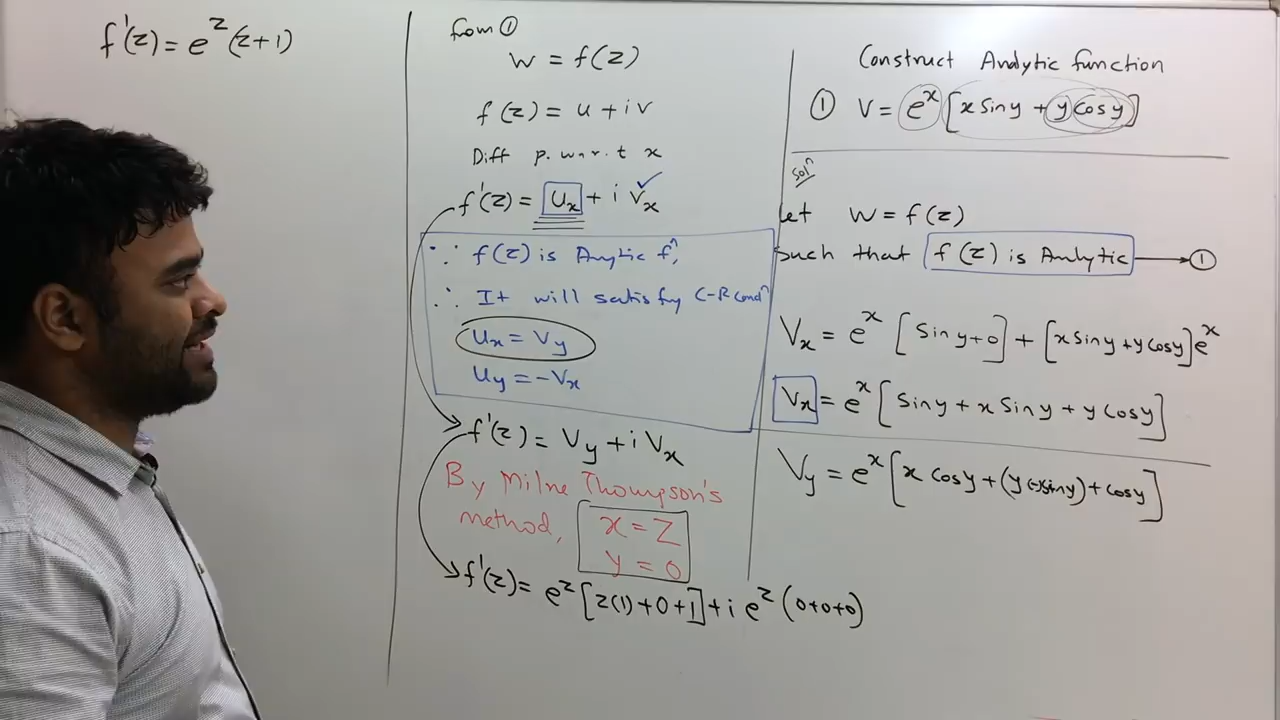 Construct Analytic function
① V = e^x [x Sin y + y Cos y]
Solⁿ
Let W = f(z)
Such that f(z) is Anlytic → ①
Vx = e^x [Sin y + 0] + [x Sin y + y Cos y] e^x
Vx = e^x [Sin y + x Sin y + y Cos y]
Vy = e^x [x Cos y + (y (-)Sin y) + Cos y]
from ①
W = f(z)
f(z) = u + iv
Diff p. w.r.t x
f'(z) = Ux + i Vx ✓
∵ f(z) is Anytic fⁿ,
∴ It will satisfy C-R Condⁿ
Ux = Vy
Uy = -Vx
f'(z) = Vy + i Vx
By Milne Thompson's
method, x = z
y = 0
f'(z) = e^z [z(1) + 0 + 1] + i e^z (0+0+0)
f'(z) = e^z (z+1)